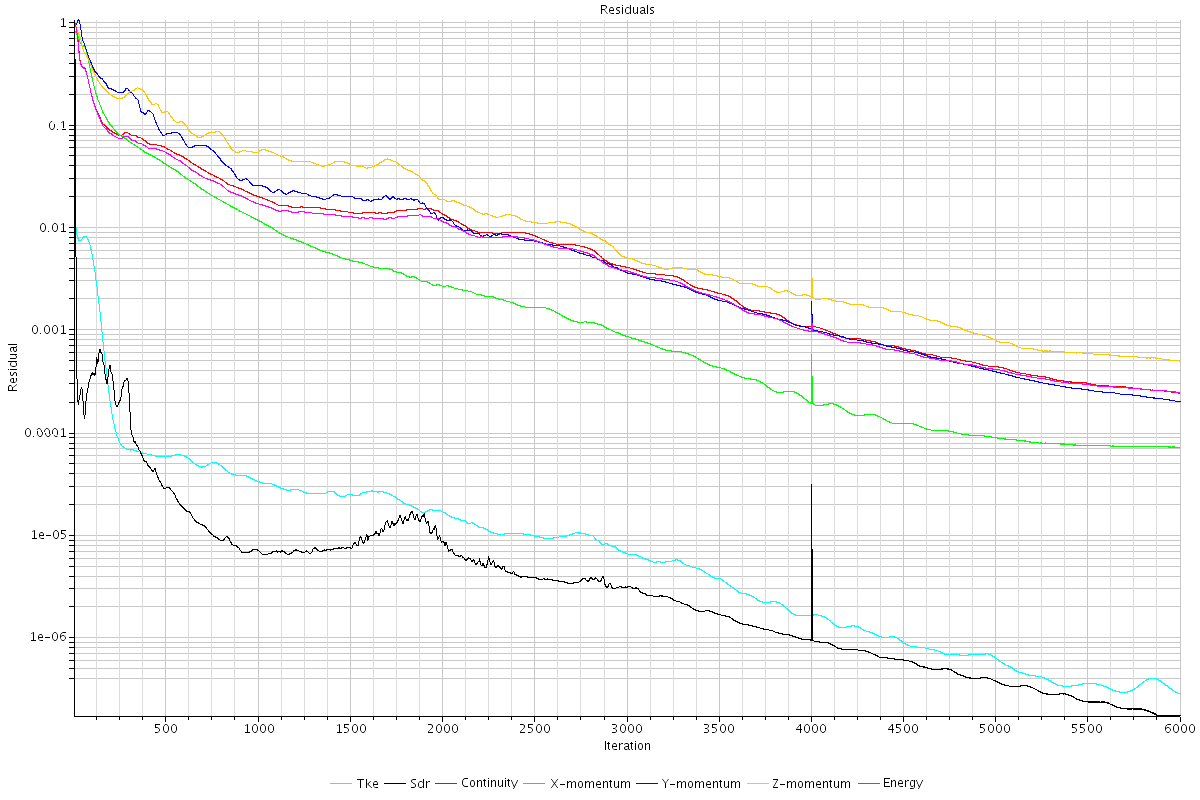 Residuals
1
0.1
0.01
0.001
0.0001
1e-05
1e-06
Residual
500 1000 1500 2000 2500 3000 3500 4000 4500 5000 5500 6000
Iteration
Tke Sdr Continuity X-momentum Y-momentum Z-momentum Energy